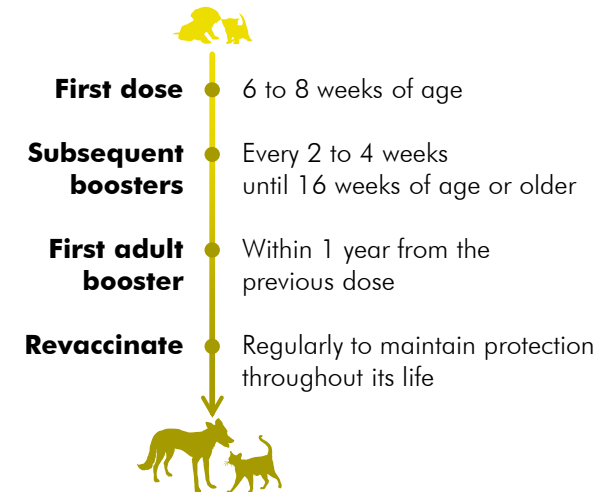 First dose
6 to 8 weeks of age
Subsequent
boosters
Every 2 to 4 weeks
until 16 weeks of age or older
First adult
booster
Within 1 year from the
previous dose
Revaccinate
Regularly to maintain protection
throughout its life